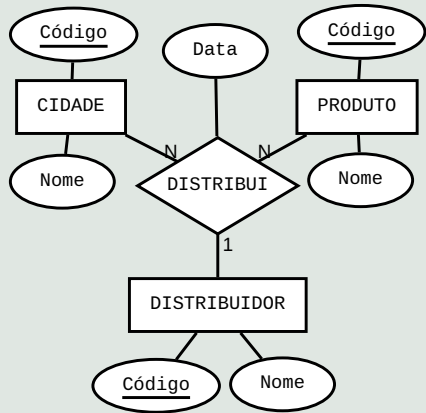 Código
Código
Data
CIDADE
PRODUTO
N
N
Nome
DISTRIBUI
Nome
1
DISTRIBUIDOR
Código
Nome